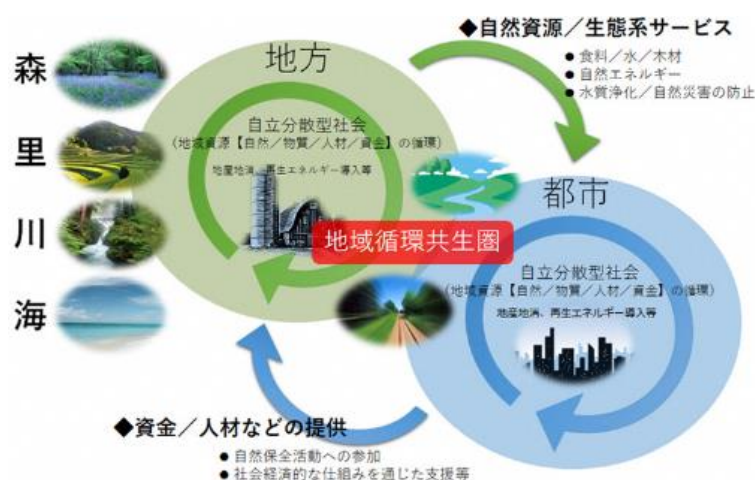 ◆自然資源／生態系サービス
● 食料／水／木材
● 自然エネルギー
● 水質浄化／自然災害の防止
森
里
川
海
地方
自立分散型社会
(地域資源【自然／物質／人材／資金】の循環)
地産地消、再生エネルギー導入等
地域循環共生圏
都市
自立分散型社会
(地域資源【自然／物質／人材／資金】の循環)
地産地消、再生エネルギー導入等
◆資金／人材などの提供
● 自然保全活動への参加
● 社会経済的な仕組みを通じた支援等